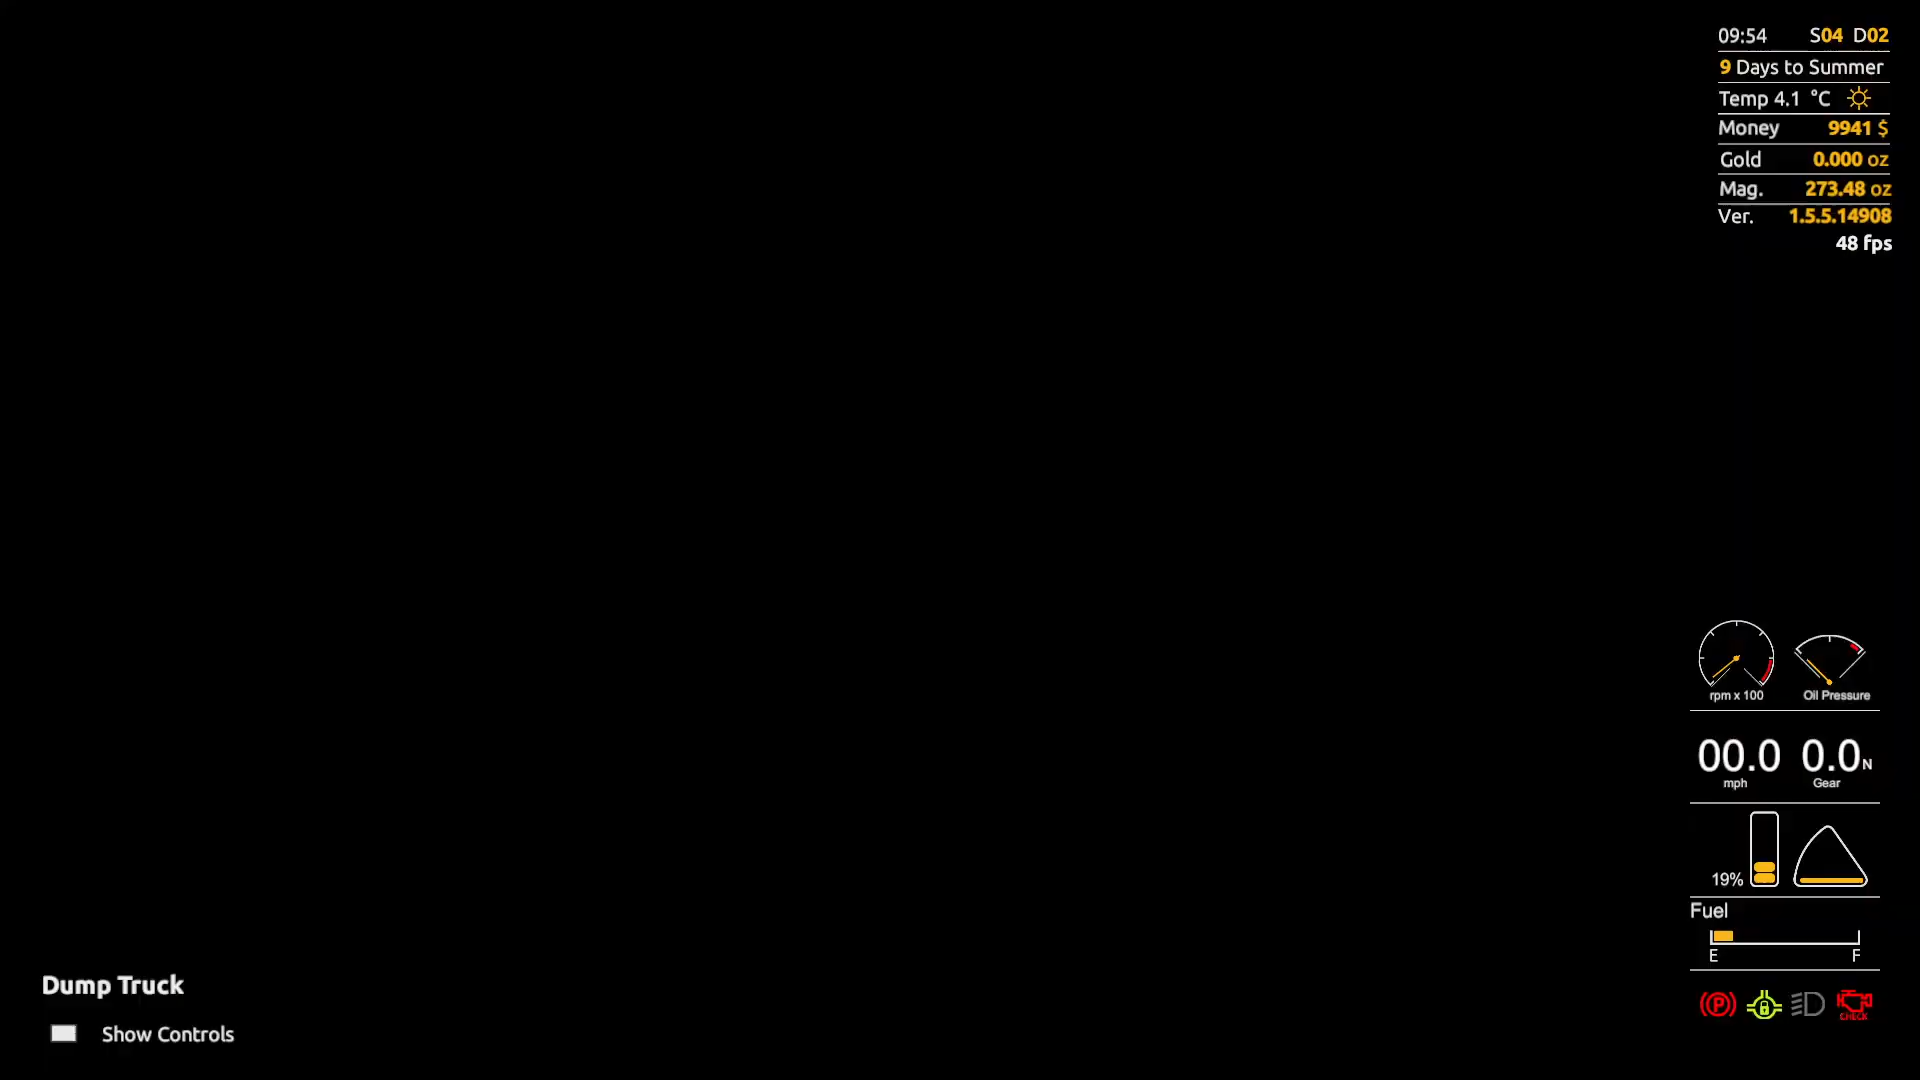 09:54 S04 D02
9 Days to Summer
Temp 4.1 °C
Money 9941 $
Gold 0.000 oz
Mag. 273.48 oz
Ver. 1.5.5.14908
48 fps
rpm x 100 Oil Pressure
00.0 0.0N
mph Gear
19%
Fuel
E F
Dump Truck
P CHECK
Show Controls